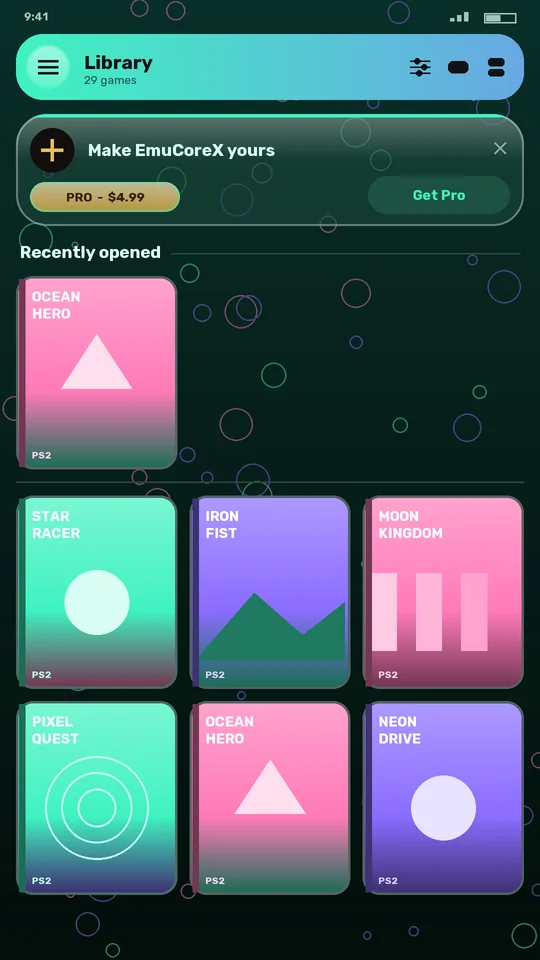 9:41
Library
29 games
Make EmuCoreX yours
PRO - $4.99
Get Pro
Recently opened
OCEAN
HERO
PS2
STAR
RACER
PS2
IRON
FIST
PS2
MOON
KINGDOM
PS2
PIXEL
QUEST
PS2
OCEAN
HERO
PS2
NEON
DRIVE
PS2